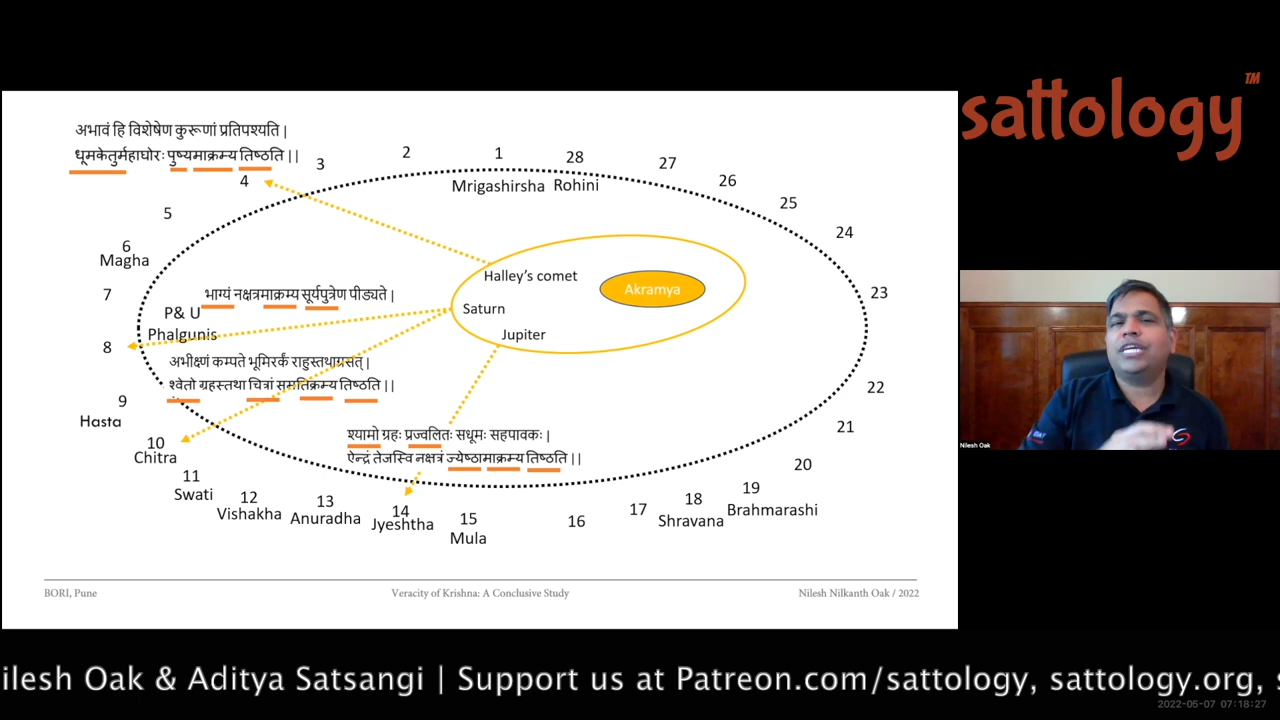 sattology™
अभावं हि विशेषेण कुरूणां प्रतिपश्यति |
धूमकेतुर्महाघोरः पुष्यमाक्रम्य तिष्ठति ||
1
2
3
4
5
6
Magha
7
P& U
Phalgunis
8
9
Hasta
10
Chitra
11
Swati
12
Vishakha
13
Anuradha
14
Jyeshtha
15
Mula
16
17
18
Shravana
19
Brahmarashi
20
21
22
23
24
25
26
27
28
Rohini
Mrigashirsha
Halley's comet
Akramya
Saturn
Jupiter
भाग्यं नक्षत्रमाक्रम्य सूर्यपुत्रेण पीड्यते |
अभीक्ष्णं कम्पते भूमिरर्कं राहुस्तथाग्रसत् |
श्वेतो ग्रहस्तथा चित्रां समतिक्रम्य तिष्ठति ||
श्यामो ग्रहः प्रज्वलितः सधूमः सहपावकः |
ऐन्द्रं तेजस्वि नक्षत्रं ज्येष्ठामाक्रम्य तिष्ठति ||
BORI, Pune
Veracity of Krishna: A Conclusive Study
Nilesh Nilkanth Oak / 2022
Nilesh Oak
ilesh Oak & Aditya Satsangi | Support us at Patreon.com/sattology, sattology.org,
2022-05-07 07:18:27